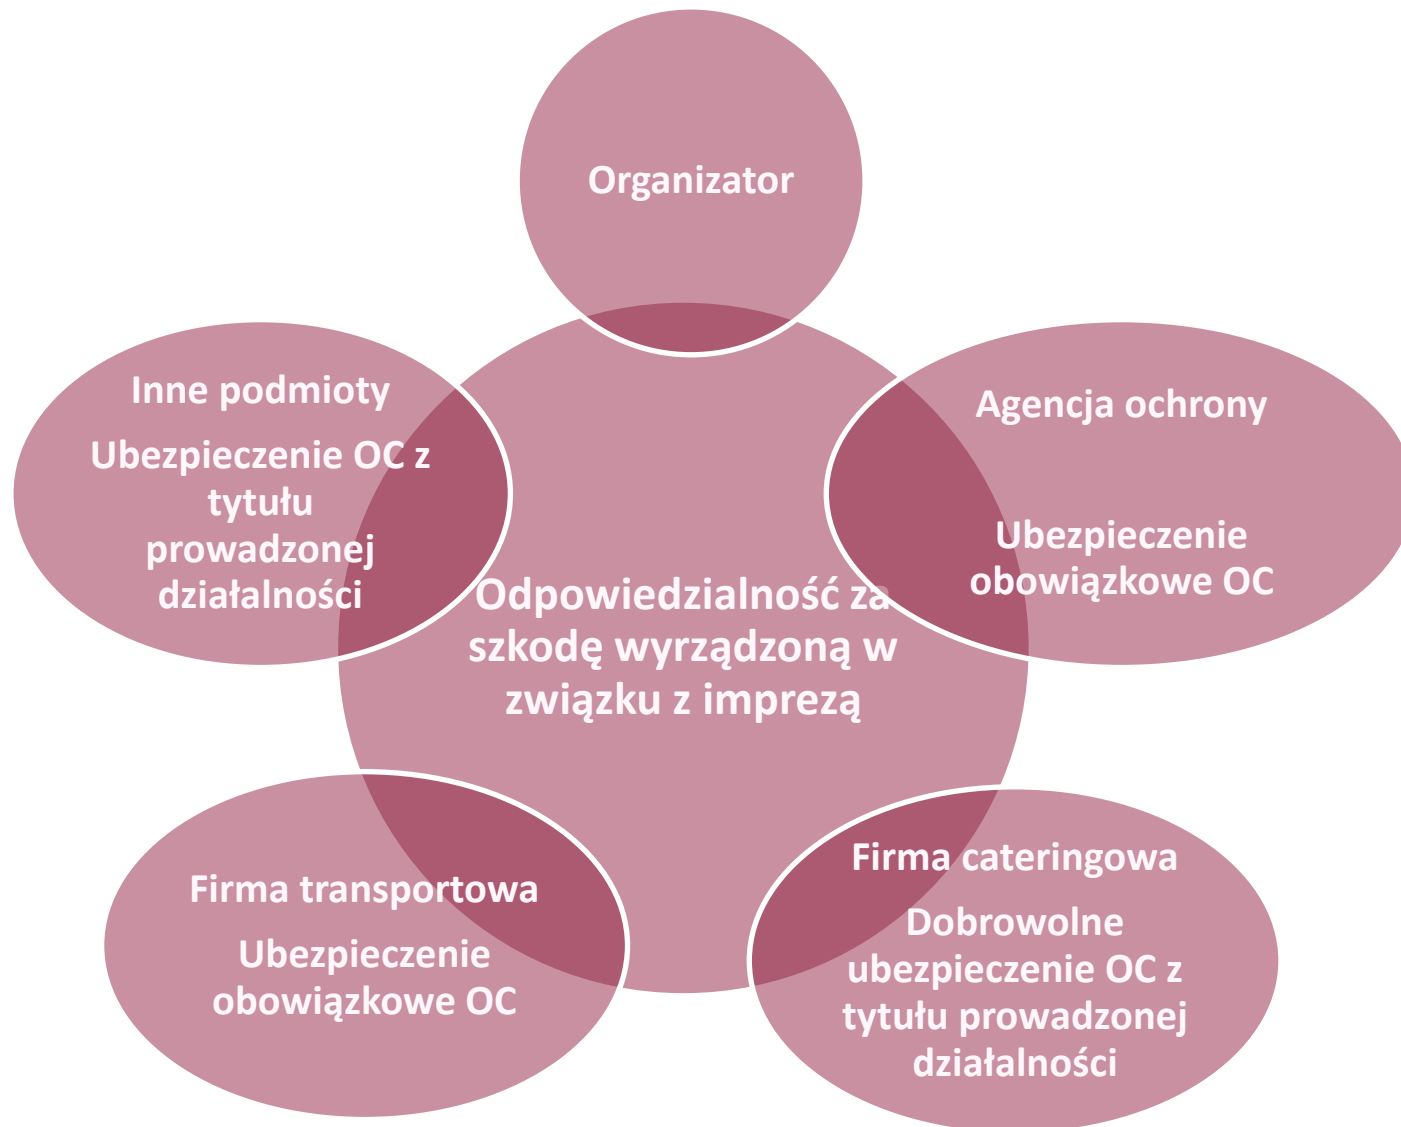 Organizator
Inne podmioty
Ubezpieczenie OC z
tytułu
prowadzonej
działalności
Agencja ochrony
Ubezpieczenie
obowiązkowe OC
Odpowiedzialność za
szkodę wyrządzoną w
związku z imprezą
Firma transportowa
Ubezpieczenie
obowiązkowe OC
Firma cateringowa
Dobrowolne
ubezpieczenie OC z
tytułu prowadzonej
działalności